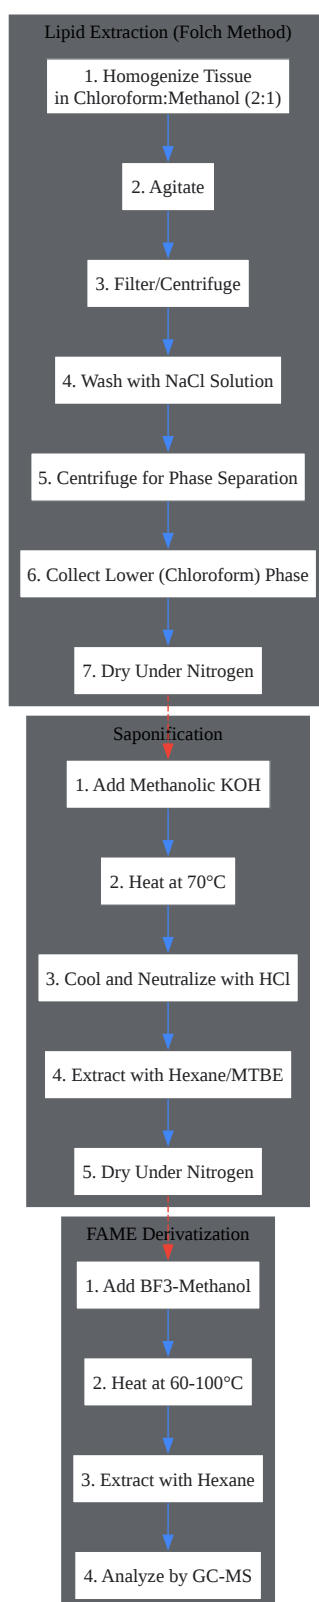 Lipid Extraction (Folch Method)
1. Homogenize Tissue
in Chloroform:Methanol (2:1)
2. Agitate
3. Filter/Centrifuge
4. Wash with NaCl Solution
5. Centrifuge for Phase Separation
6. Collect Lower (Chloroform) Phase
7. Dry Under Nitrogen
Saponification
1. Add Methanolic KOH
2. Heat at 70°C
3. Cool and Neutralize with HCl
4. Extract with Hexane/MTBE
5. Dry Under Nitrogen
FAME Derivatization
1. Add BF3-Methanol
2. Heat at 60-100°C
3. Extract with Hexane
4. Analyze by GC-MS